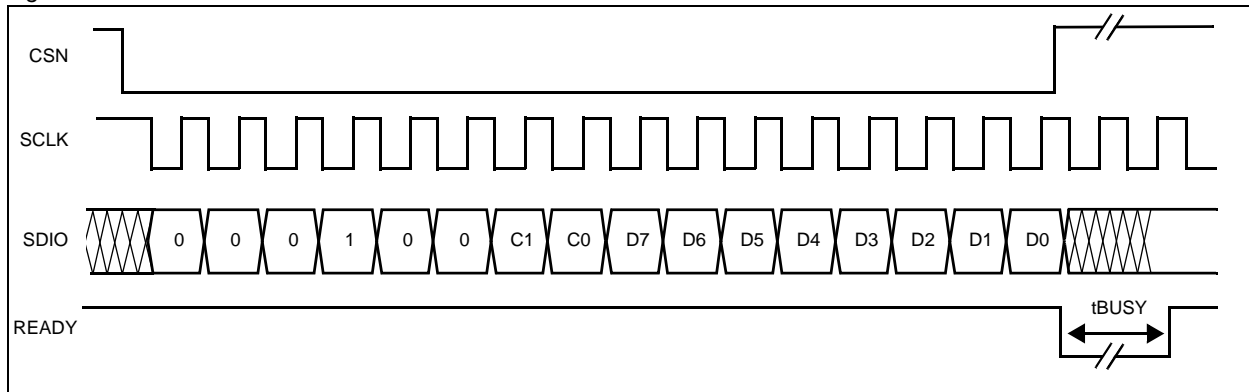 CSN
SCLK
SDIO 0 0 0 1 0 0 C1 C0 D7 D6 D5 D4 D3 D2 D1 D0
tBUSY
READY